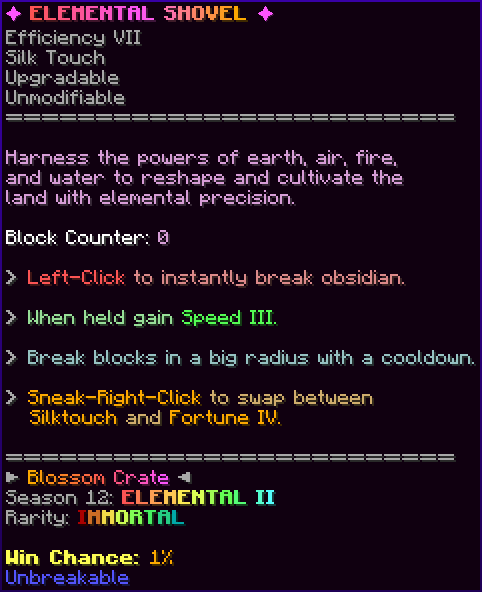 ✦ ELEMENTAL SHOVEL ✦
Efficiency VII
Silk Touch
Upgradable
Unmodifiable
Harness the powers of earth, air, fire,
and water to reshape and cultivate the
land with elemental precision.
Block Counter: 0
> Left-Click to instantly break obsidian.
> When held gain Speed III.
> Break blocks in a big radius with a cooldown.
> Sneak-Right-Click to swap between
Silktouch and Fortune IV.
► Blossom Crate ◄
Season 12: ELEMENTAL II
Rarity: IMMORTAL
Win Chance: 1%
Unbreakable